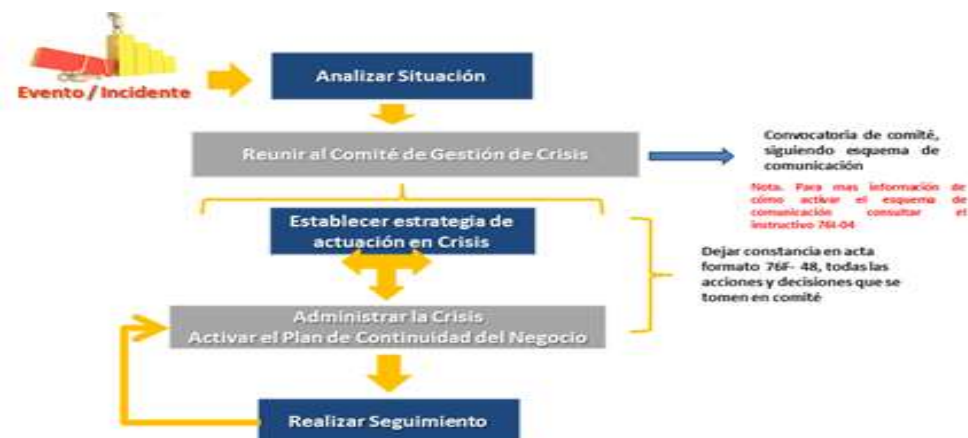 Evento / Incidente
Analizar Situación
Reunir al Comité de Gestión de Crisis
Convocatoria de comité,
siguiendo esquema de
comunicación
Nota. Para mas información de
cómo activar el esquema de
comunicación consultar el
instructivo 76I-04
Establecer estrategia de
actuación en Crisis
Dejar constancia en acta
formato 76F- 48, todas las
acciones y decisiones que se
tomen en comité
Administrar la Crisis
Activar el Plan de Continuidad del Negocio
Realizar Seguimiento